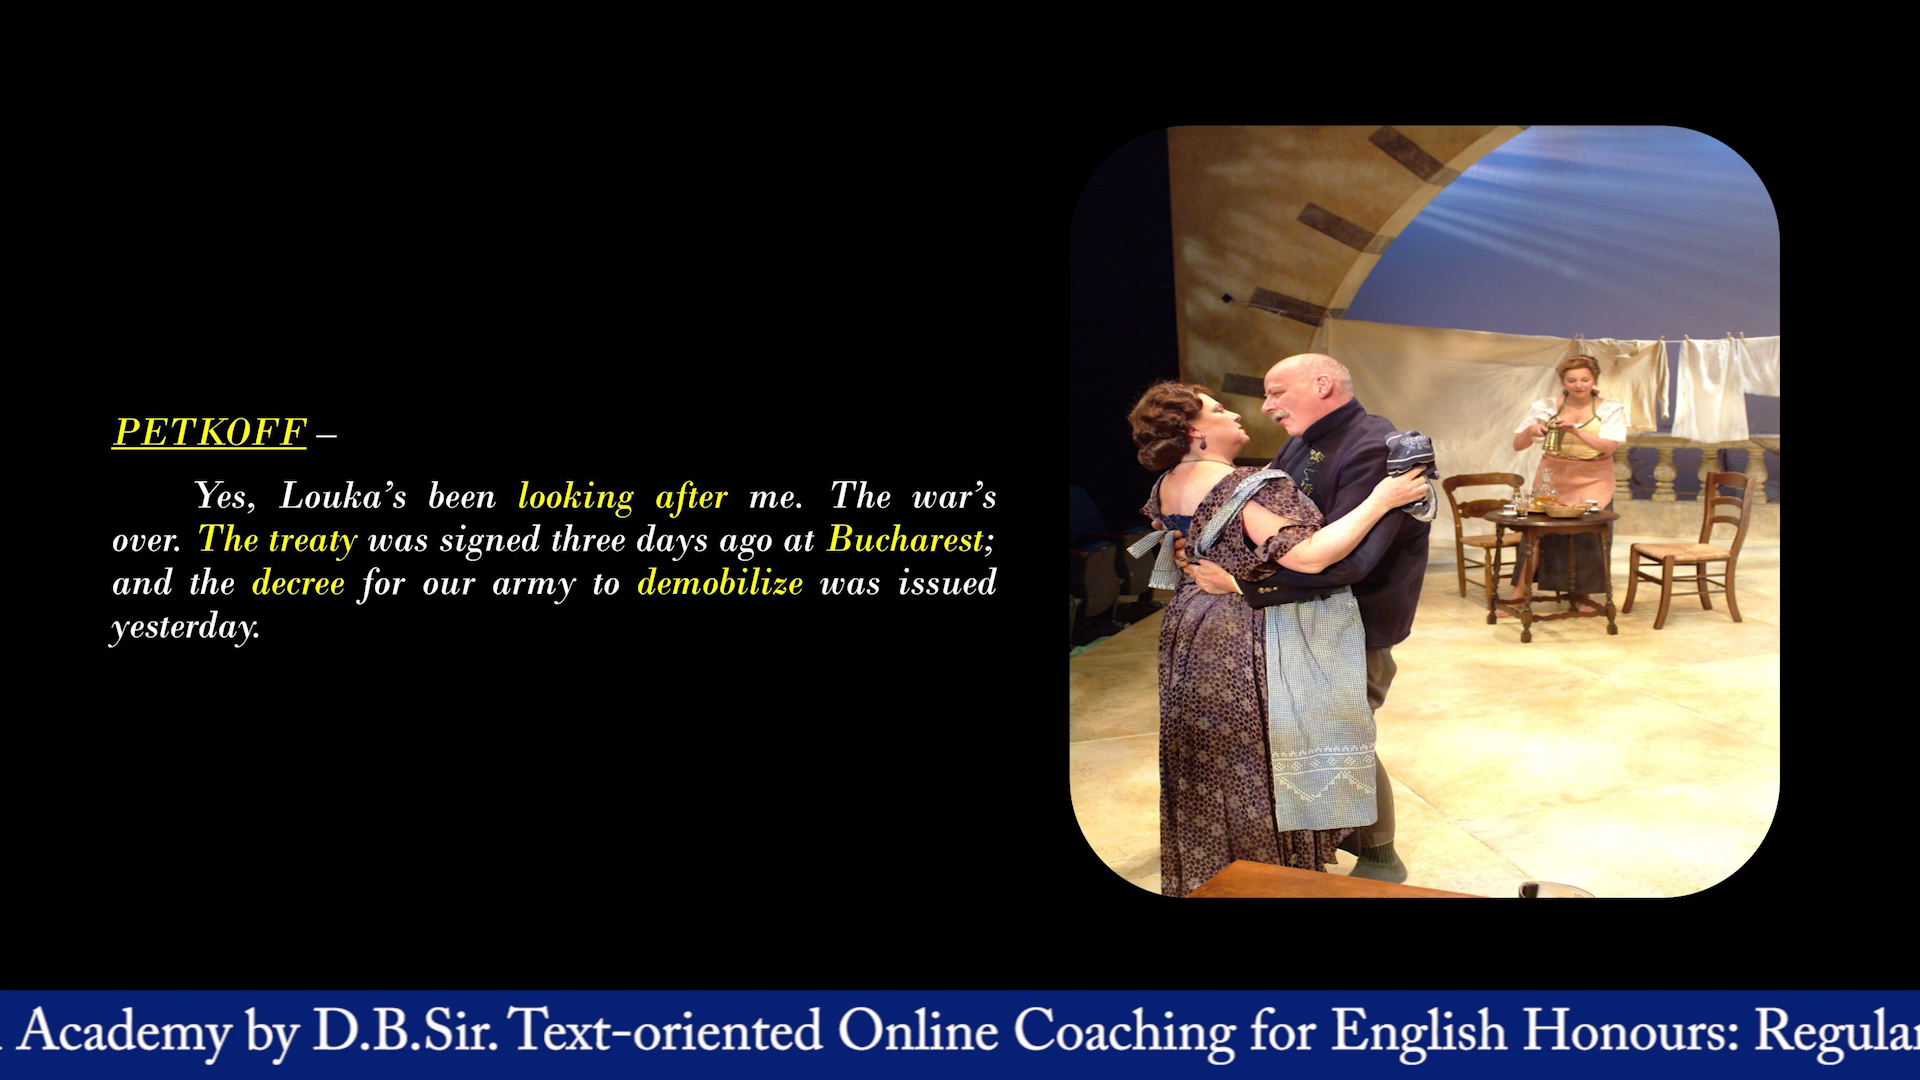 PETKOFF –
Yes, Louka’s been looking after me. The war’s
over. The treaty was signed three days ago at Bucharest;
and the decree for our army to demobilize was issued
yesterday.
Academy by D.B.Sir. Text-oriented Online Coaching for English Honours: Regular